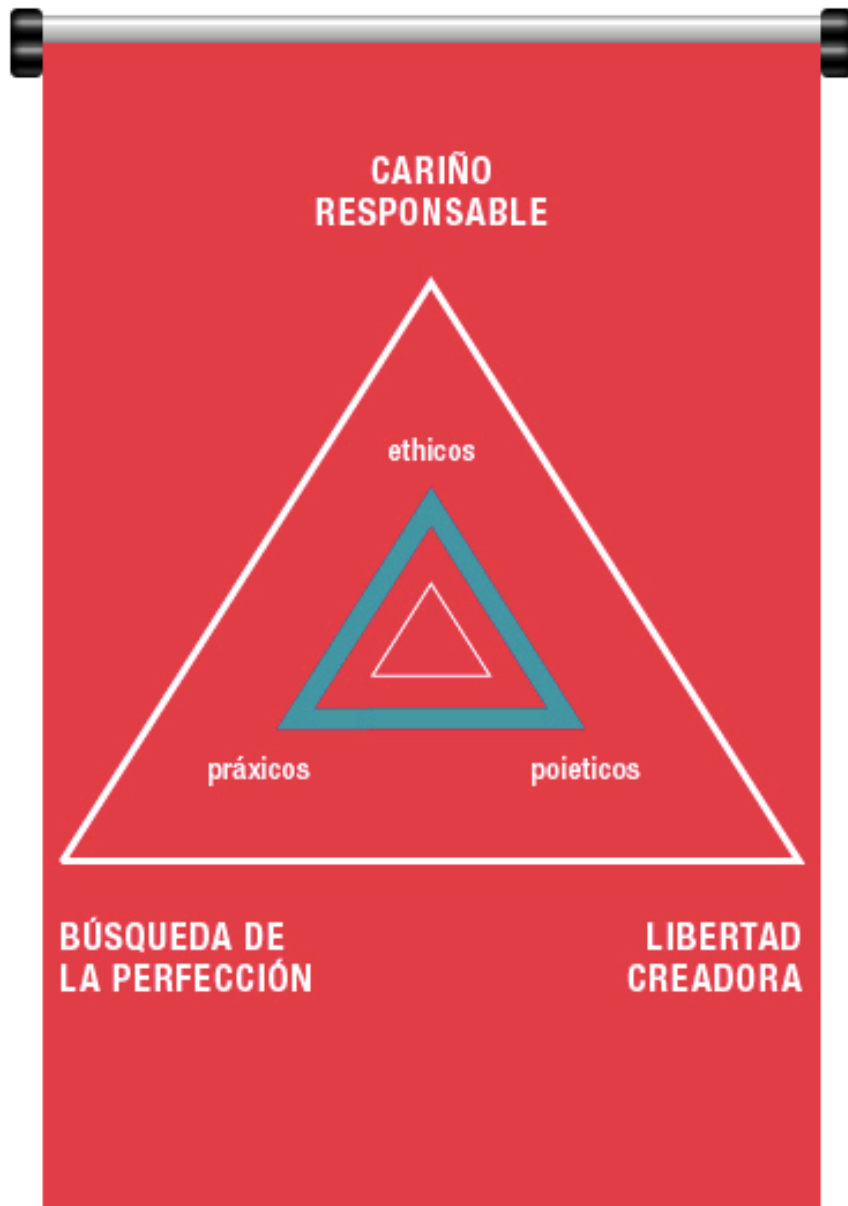 CARIÑO
RESPONSABLE
ethicos
práxicos
poieticos
BÚSQUEDA DE
LA PERFECCIÓN
LIBERTAD
CREADORA